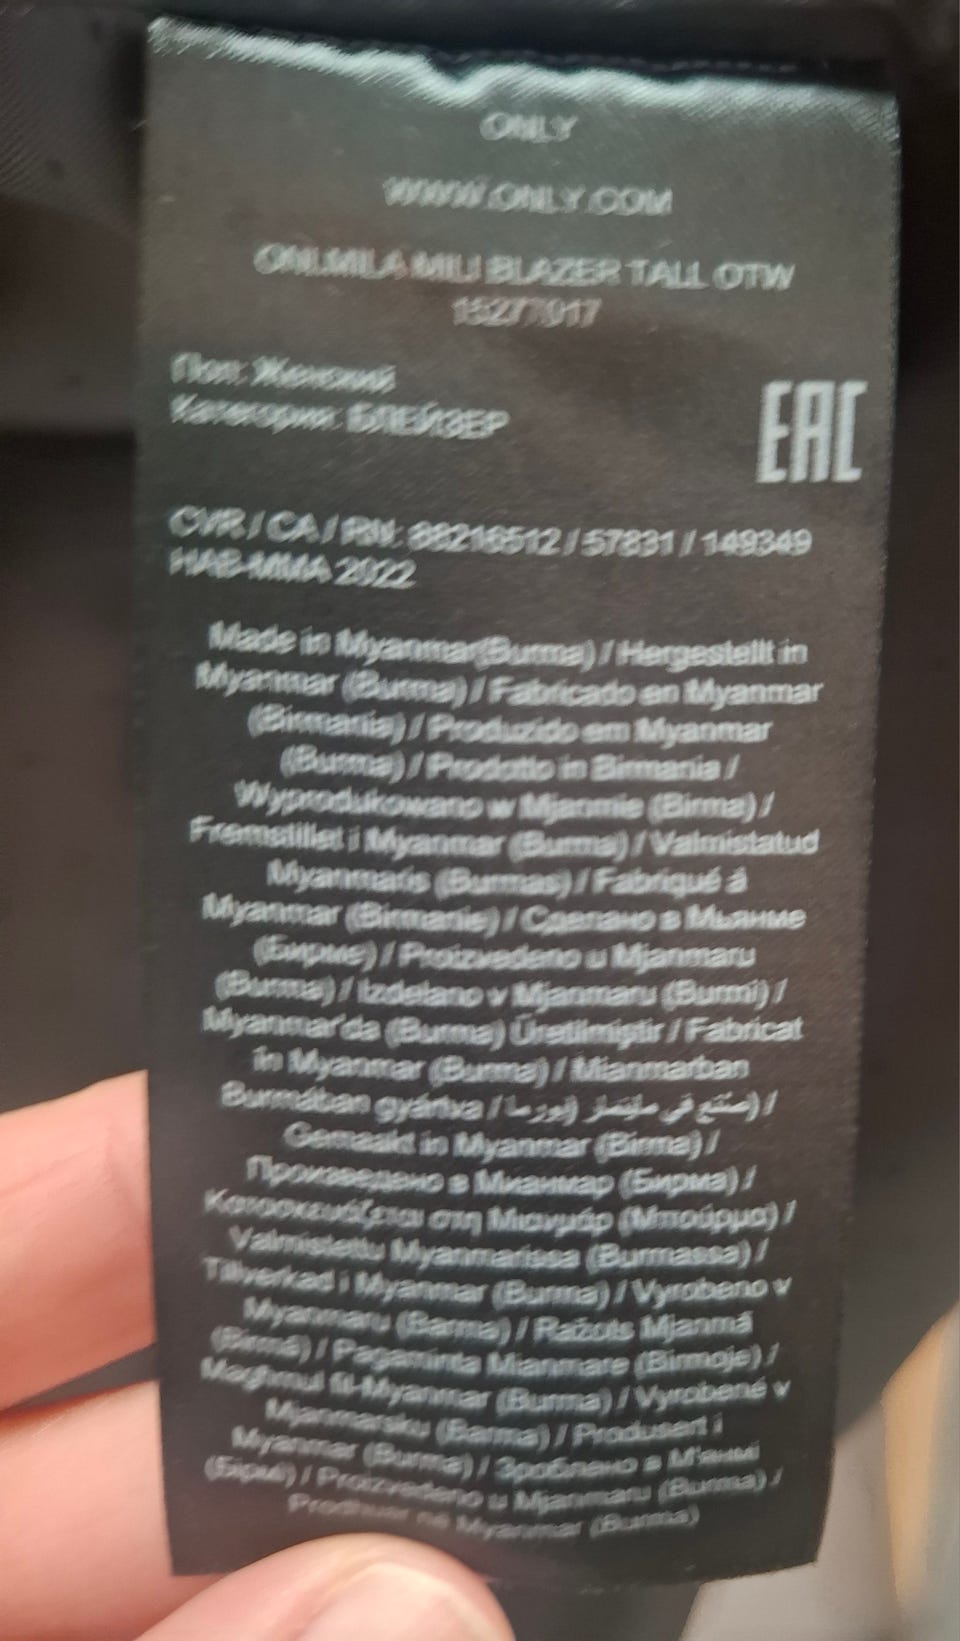 ONLY
WWW.ONLY.COM
ONLMILA MILI BLAZER TALL OTW
15277017
Пол: Женский
Категория: БЛЕЙЗЕР
EAC
CVR / CA / RN: 88216512 / 57831 / 149349
HAB-MMA 2022
Made in Myanmar(Burma) / Hergestellt in
Myanmar (Burma) / Fabricado en Myanmar
(Birmania) / Produzido em Myanmar
(Burma) / Prodotto in Birmania /
Wyprodukowano w Mjanmie (Birma) /
Fremstillet i Myanmar (Burma) / Valmistatud
Myanmaris (Burmas) / Fabriqué à
Myanmar (Birmanie) / Сделано в Мьянме
(Бирме) / Proizvedeno u Mjanmaru
(Burma) / Izdelano v Mjanmaru (Burmi) /
Myanmar'da (Burma) Üretilmiştir / Fabricat
în Myanmar (Burma) / Mianmarban
Burmában gyártva / صنع في ميانمار (بورما) /
Gemaakt in Myanmar (Birma) /
Произведено в Мианмар (Бирма) /
Κατασκευάζεται στη Μιανμάρ (Μπούρμα) /
Valmistettu Myanmarissa (Burmassa) /
Tillverkad i Myanmar (Burma) / Vyrobeno v
Myanmaru (Barma) / Ražots Mjanmā
(Birmā) / Pagaminta Mianmare (Birmoje) /
Magħmul fil-Myanmar (Burma) / Vyrobené v
Mjanmarsku (Barma) / Produsert i
Myanmar (Burma) / Зроблено в М'янмі
(Бірмі) / Proizvedeno u Mjanmaru (Burma) /
Prodhuar në Myanmar (Burma)